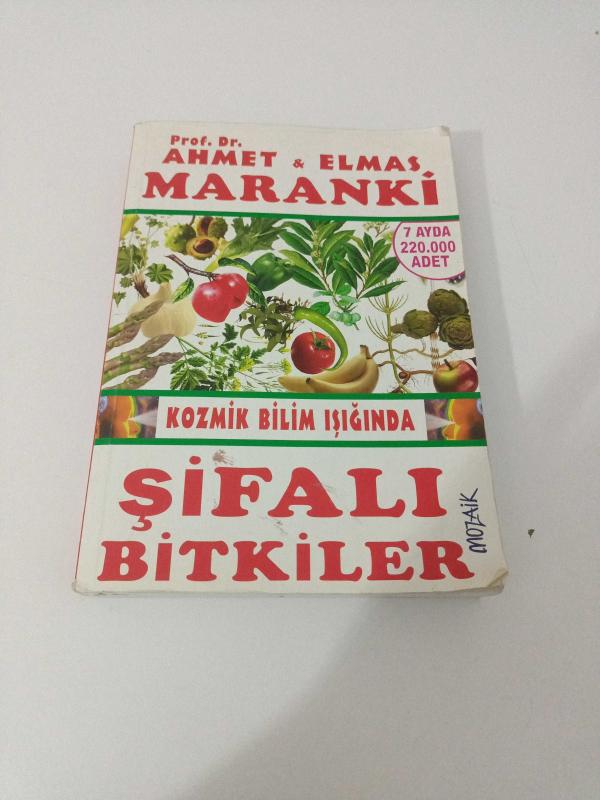 Prof. Dr.
AHMET & ELMAS
MARANKİ
7 AYDA
220.000
ADET
KOZMİK BİLİM IŞIĞINDA
ŞİFALI
BİTKİLER
MOZAiK